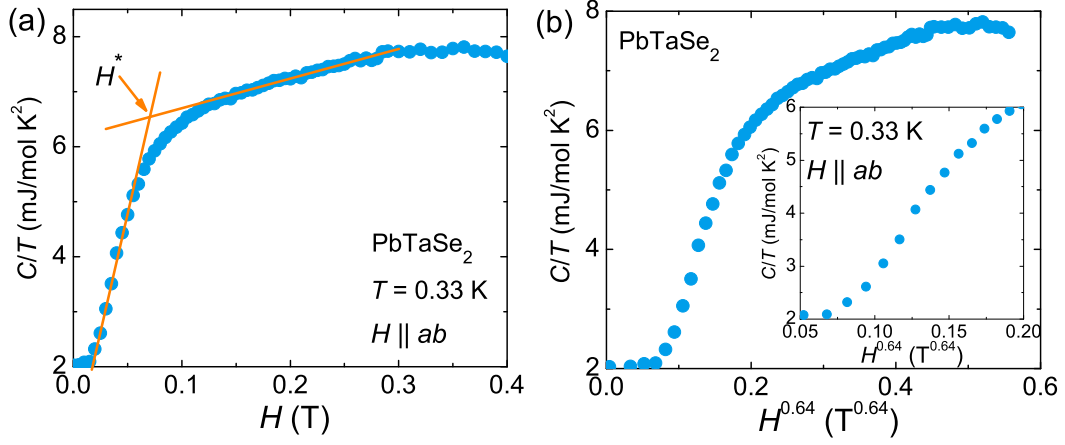 (a)
8
6
4
2
C/T (mJ/mol K²)
H*
PbTaSe₂
T = 0.33 K
H || ab
0.0 0.1 0.2 0.3 0.4
H (T)
(b)
8
6
4
2
C/T (mJ/mol K²)
PbTaSe₂
6
5
4
3
2
C/T (mJ/mol K²)
T = 0.33 K
H || ab
0.05 0.10 0.15 0.20
H⁰·⁶⁴ (T⁰·⁶⁴)
0.0 0.2 0.4 0.6
H⁰·⁶⁴ (T⁰·⁶⁴)